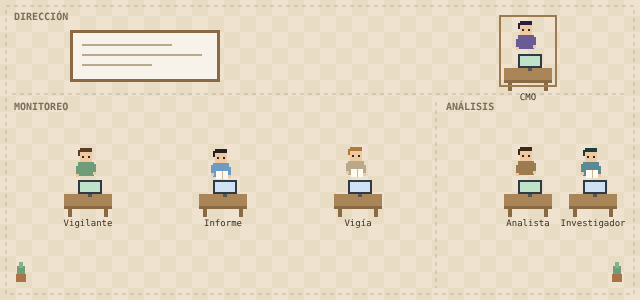 DIRECCIÓN
CMO
MONITOREO
ANÁLISIS
Vigilante
Informe
Vigía
Analista
Investigador